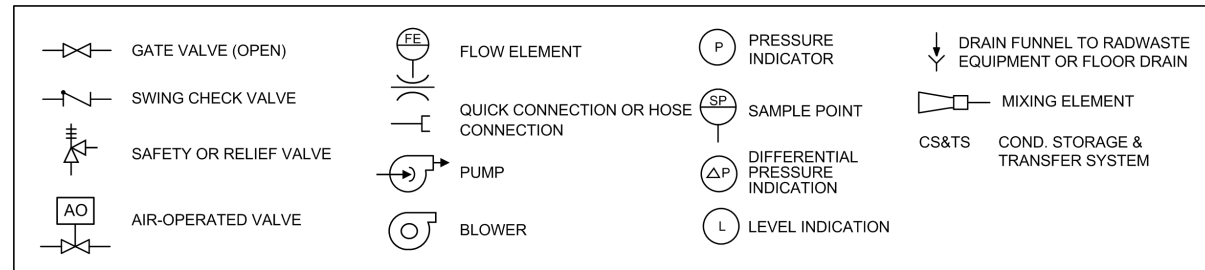 GATE VALVE (OPEN)
SWING CHECK VALVE
SAFETY OR RELIEF VALVE
AO
AIR-OPERATED VALVE
FE
FLOW ELEMENT
QUICK CONNECTION OR HOSE
CONNECTION
PUMP
BLOWER
P
PRESSURE
INDICATOR
SP
SAMPLE POINT
△P
DIFFERENTIAL
PRESSURE
INDICATION
L
LEVEL INDICATION
DRAIN FUNNEL TO RADWASTE
EQUIPMENT OR FLOOR DRAIN
MIXING ELEMENT
CS&TS
COND. STORAGE &
TRANSFER SYSTEM